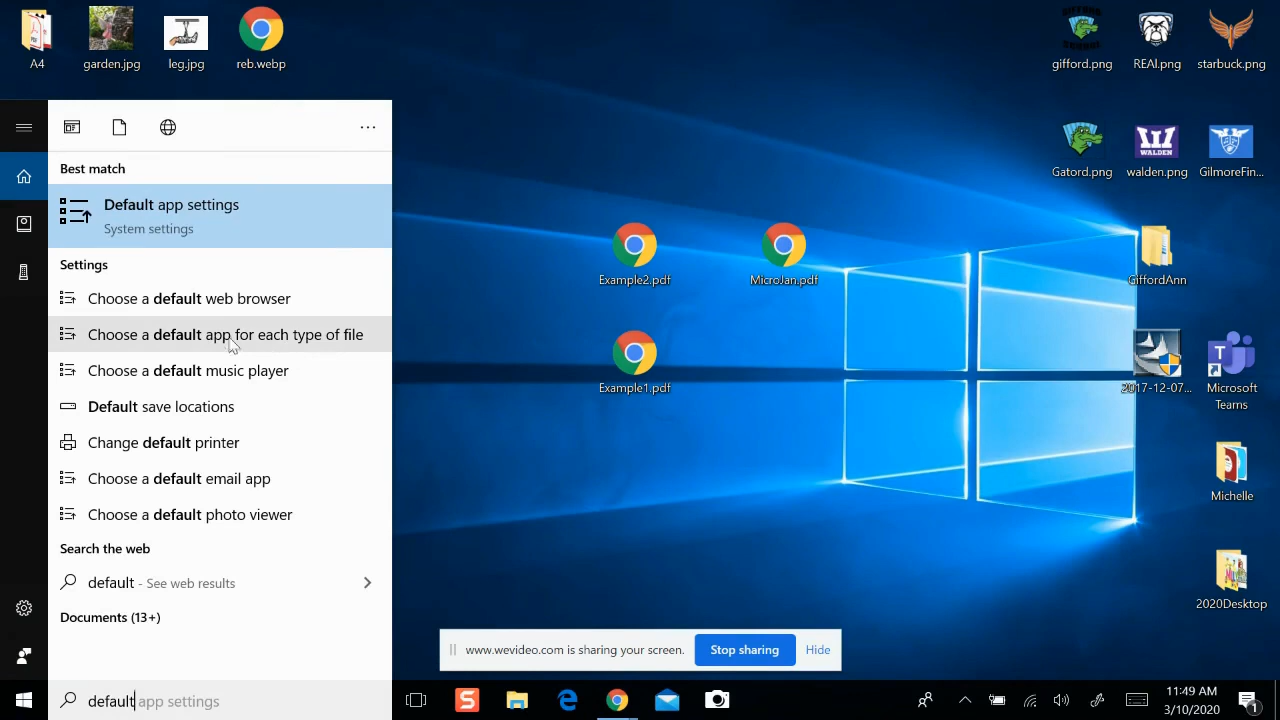 A4
garden.jpg
leg.jpg
reb.webp
gifford.png
REAl.png
starbuck.png
Gatord.png
walden.png
GilmoreFin...
Best match
Default app settings
System settings
Settings
Choose a default web browser
Choose a default app for each type of file
Choose a default music player
Default save locations
Change default printer
Choose a default email app
Choose a default photo viewer
Search the web
default - See web results
Documents (13+)
default app settings
Example2.pdf
MicroJan.pdf
GiffordAnn
Example1.pdf
2017-12-07...
Microsoft
Teams
Michelle
2020Desktop
www.wevideo.com is sharing your screen.
Stop sharing
Hide
11:49 AM
3/10/2020
1